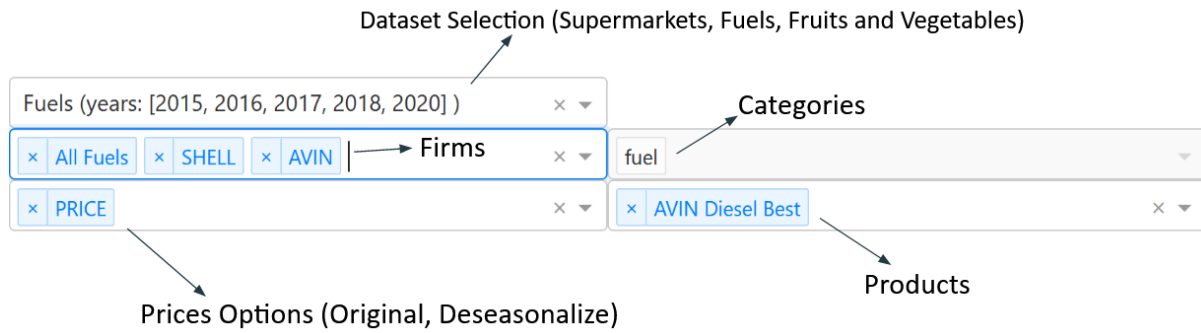 Dataset Selection (Supermarkets, Fuels, Fruits and Vegetables)
Fuels (years: [2015, 2016, 2017, 2018, 2020] ) ×
Categories
× All Fuels × SHELL × AVIN Firms ×
fuel
× PRICE ×
× AVIN Diesel Best ×
Products
Prices Options (Original, Deseasonalize)